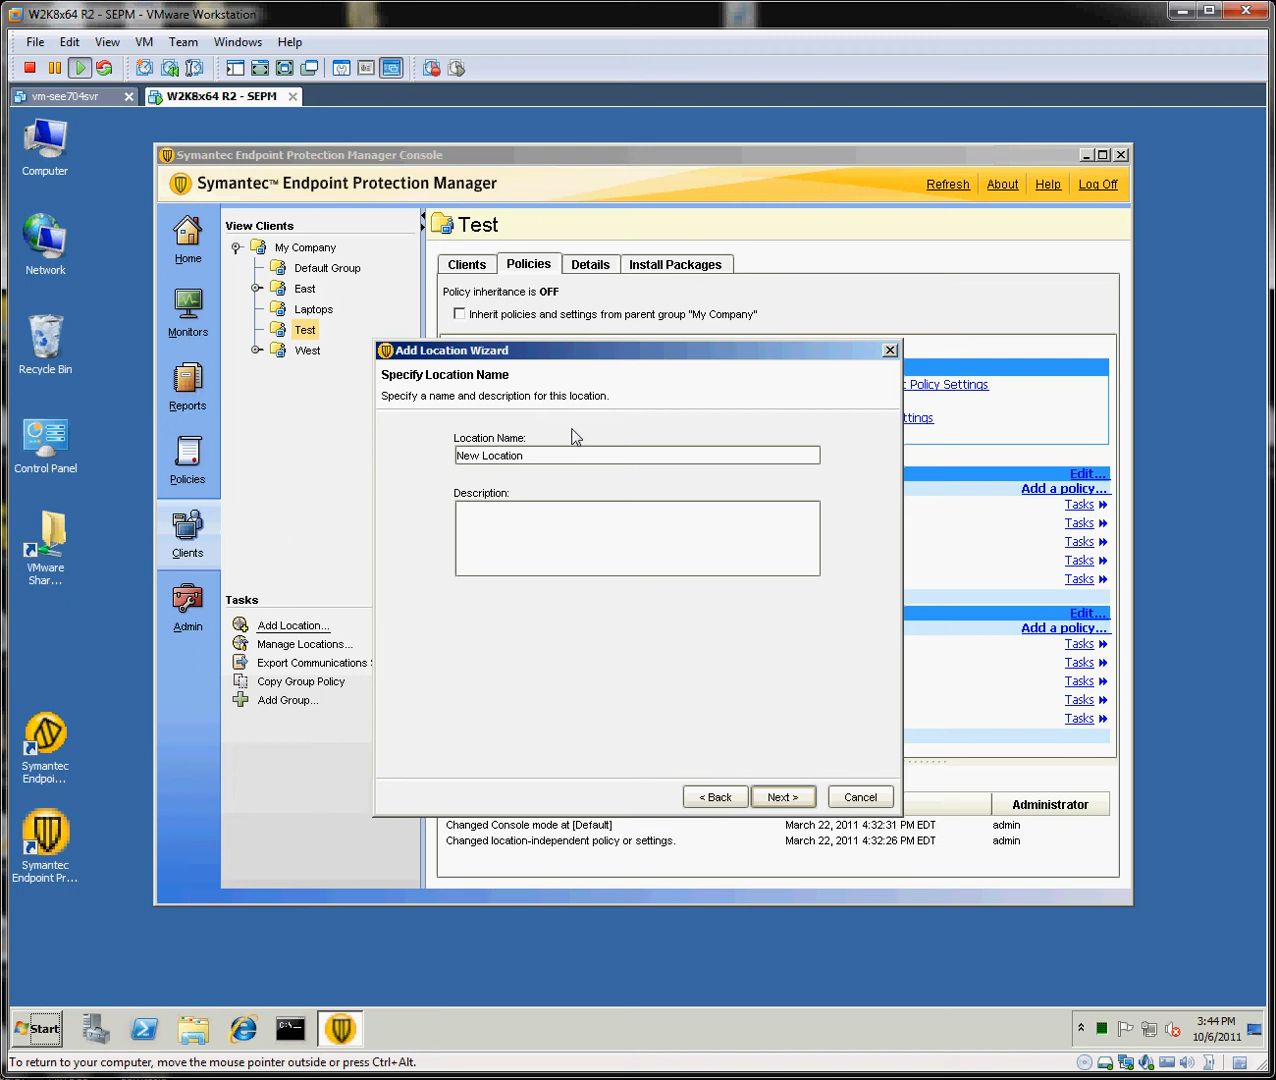 W2K8x64 R2 - SEPM - VMware Workstation
File Edit View VM Team Windows Help
vm-see704svr W2K8x64 R2 - SEPM
Computer
Network
Recycle Bin
Control Panel
VMware
Shar...
Symantec
Endpoi...
Symantec
Endpoint Pr...
Symantec Endpoint Protection Manager Console
Symantec™ Endpoint Protection Manager
Refresh About Help Log Off
Home
Monitors
Reports
Policies
Clients
Admin
View Clients
My Company
Default Group
East
Laptops
Test
West
Tasks
Add Location...
Manage Locations...
Export Communications S
Copy Group Policy
Add Group...
Test
Clients Policies Details Install Packages
Policy inheritance is OFF
Inherit policies and settings from parent group "My Company"
Add Location Wizard
Specify Location Name
Specify a name and description for this location.
Location Name:
New Location
Description:
< Back Next > Cancel
t Policy Settings
ttings
Edit...
Add a policy...
Tasks
Tasks
Tasks
Tasks
Tasks
Edit...
Add a policy...
Tasks
Tasks
Tasks
Tasks
Tasks
Administrator
Changed Console mode at [Default] March 22, 2011 4:32:31 PM EDT admin
Changed location-independent policy or settings. March 22, 2011 4:32:26 PM EDT admin
Start
C:\_
3:44 PM
10/6/2011
To return to your computer, move the mouse pointer outside or press Ctrl+Alt.